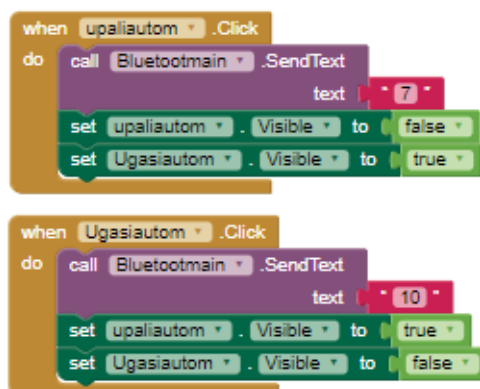 when upaliautom .Click
do call Bluetootmain .SendText
text " 7 "
set upaliautom . Visible to false
set Ugasiautom . Visible to true
when Ugasiautom .Click
do call Bluetootmain .SendText
text " 10 "
set upaliautom . Visible to true
set Ugasiautom . Visible to false